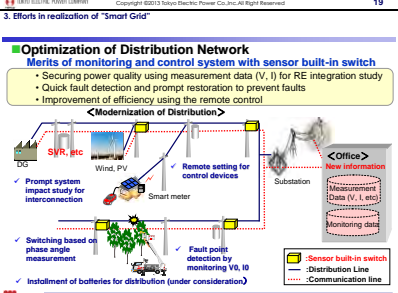 TOKYO ELECTRIC POWER COMPANY
Copyright ©2013 Tokyo Electric Power Co.,Inc.All Right Reserved
19
3. Efforts in realization of "Smart Grid"
■Optimization of Distribution Network
Merits of monitoring and control system with sensor built-in switch
• Securing power quality using measurement data (V, I) for RE integration study
• Quick fault detection and prompt restoration to prevent faults
• Improvement of efficiency using the remote control
<Modernization of Distribution>
SVR, etc
DG
Wind, PV
✓ Remote setting for
control devices
✓ Prompt system
impact study for
interconnection
Smart meter
Substation
<Office>
New information
Measurement
Data (V, I, etc)
Monitoring data
✓ Switching based on
phase angle
measurement
✓ Fault point
detection by
monitoring V0, I0
✓ Installment of batteries for distribution (under consideration)
:Sensor built-in switch
:Distribution Line
:Communication line